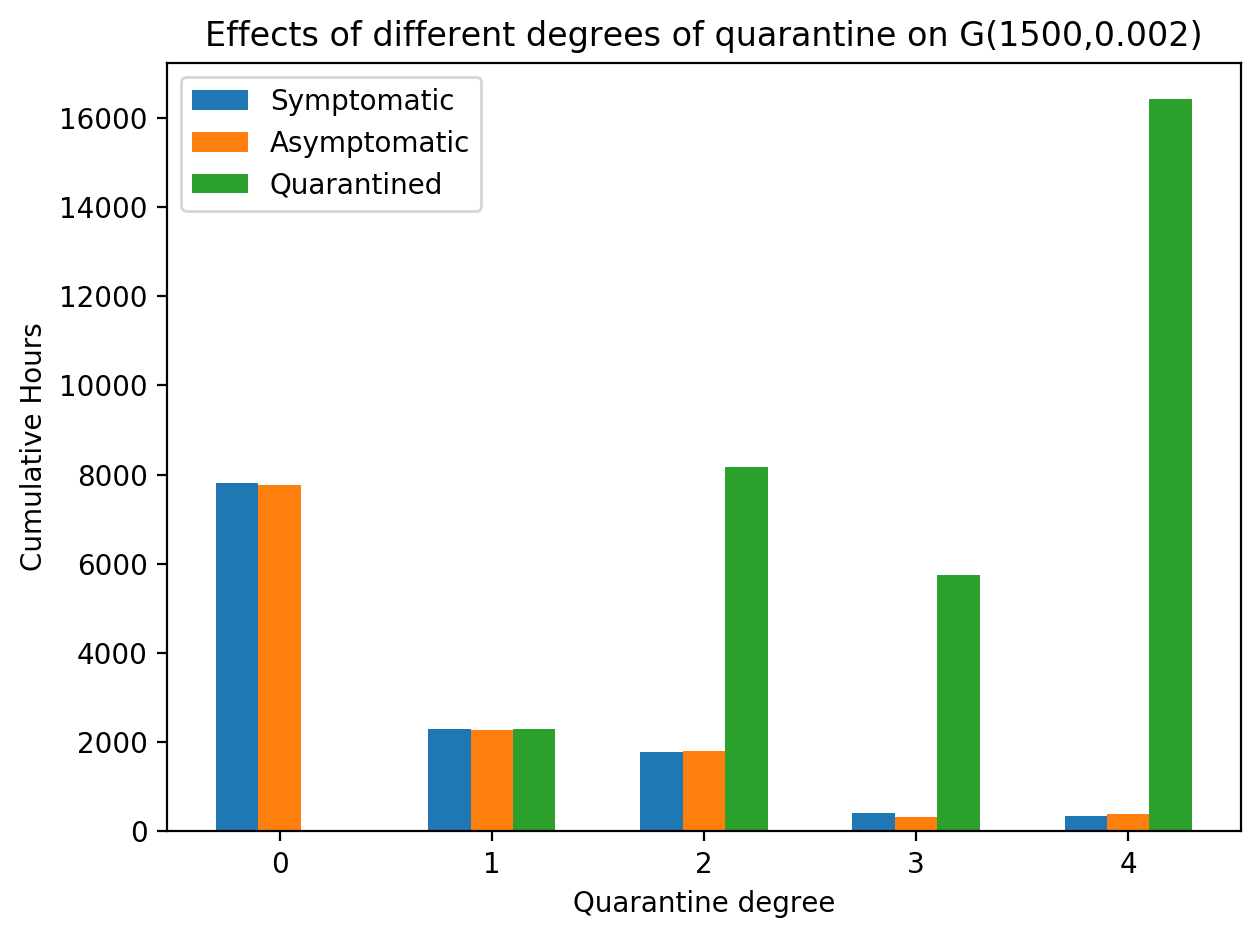 Effects of different degrees of quarantine on G(1500,0.002)
Symptomatic
Asymptomatic
Quarantined
16000
14000
12000
10000
8000
6000
4000
2000
0
Cumulative Hours
0 1 2 3 4
Quarantine degree